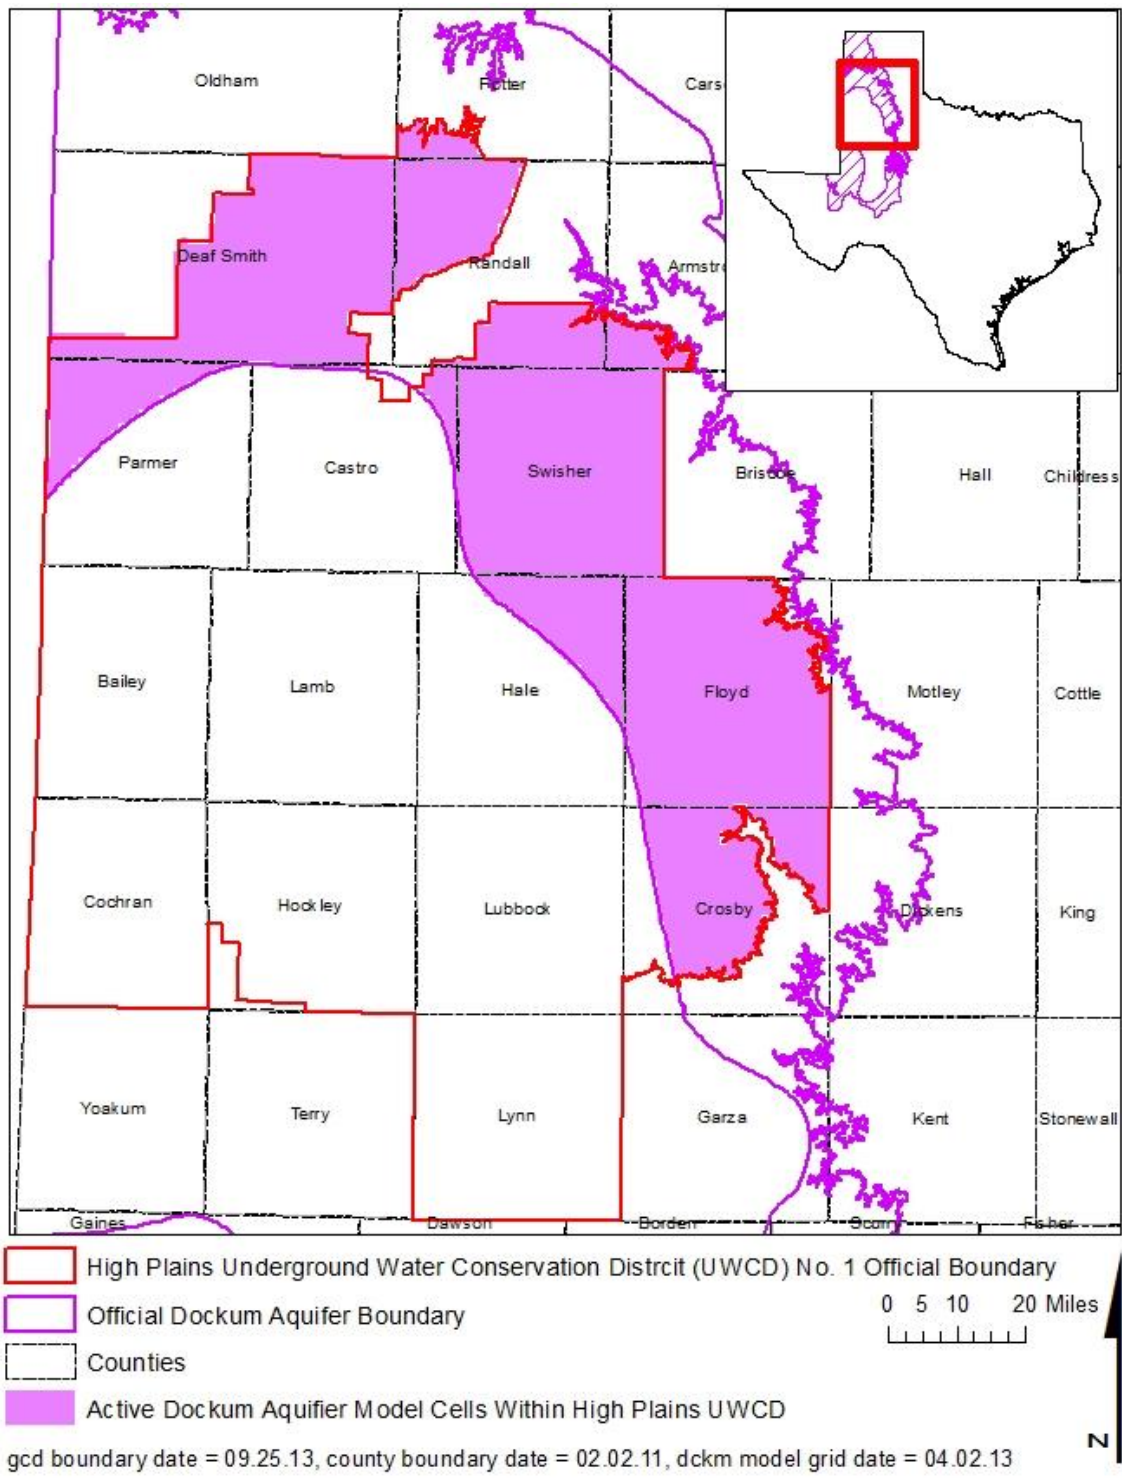 Oldham
Potter
Cars
Deaf Smith
Randall
Armstro
Parmer
Castro
Swisher
Briscoe
Hall
Childress
Bailey
Lamb
Hale
Floyd
Motley
Cottle
Cochran
Hockley
Lubbock
Crosby
Dickens
King
Yoakum
Terry
Lynn
Garza
Kent
Stonewall
Gaines
Dawson
Borden
Scurry
Fisher
High Plains Underground Water Conservation Distrcit (UWCD) No. 1 Official Boundary
Official Dockum Aquifer Boundary
0 5 10 20 Miles
Counties
Active Dockum Aquifier Model Cells Within High Plains UWCD
N
gcd boundary date = 09.25.13, county boundary date = 02.02.11, dckm model grid date = 04.02.13